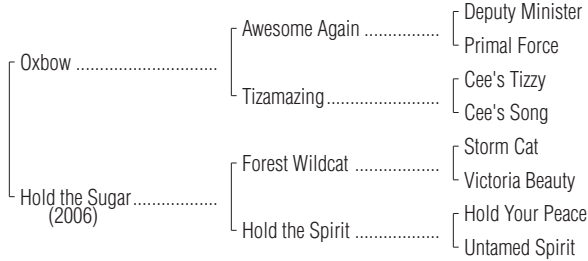 Deputy Minister
Awesome Again ................
Primal Force
Oxbow ..............................
Cee's Tizzy
Tizamazing........................
Cee's Song
Storm Cat
Forest Wildcat ..................
Victoria Beauty
Hold the Sugar..................
(2006)
Hold Your Peace
Hold the Spirit ..................
Untamed Spirit